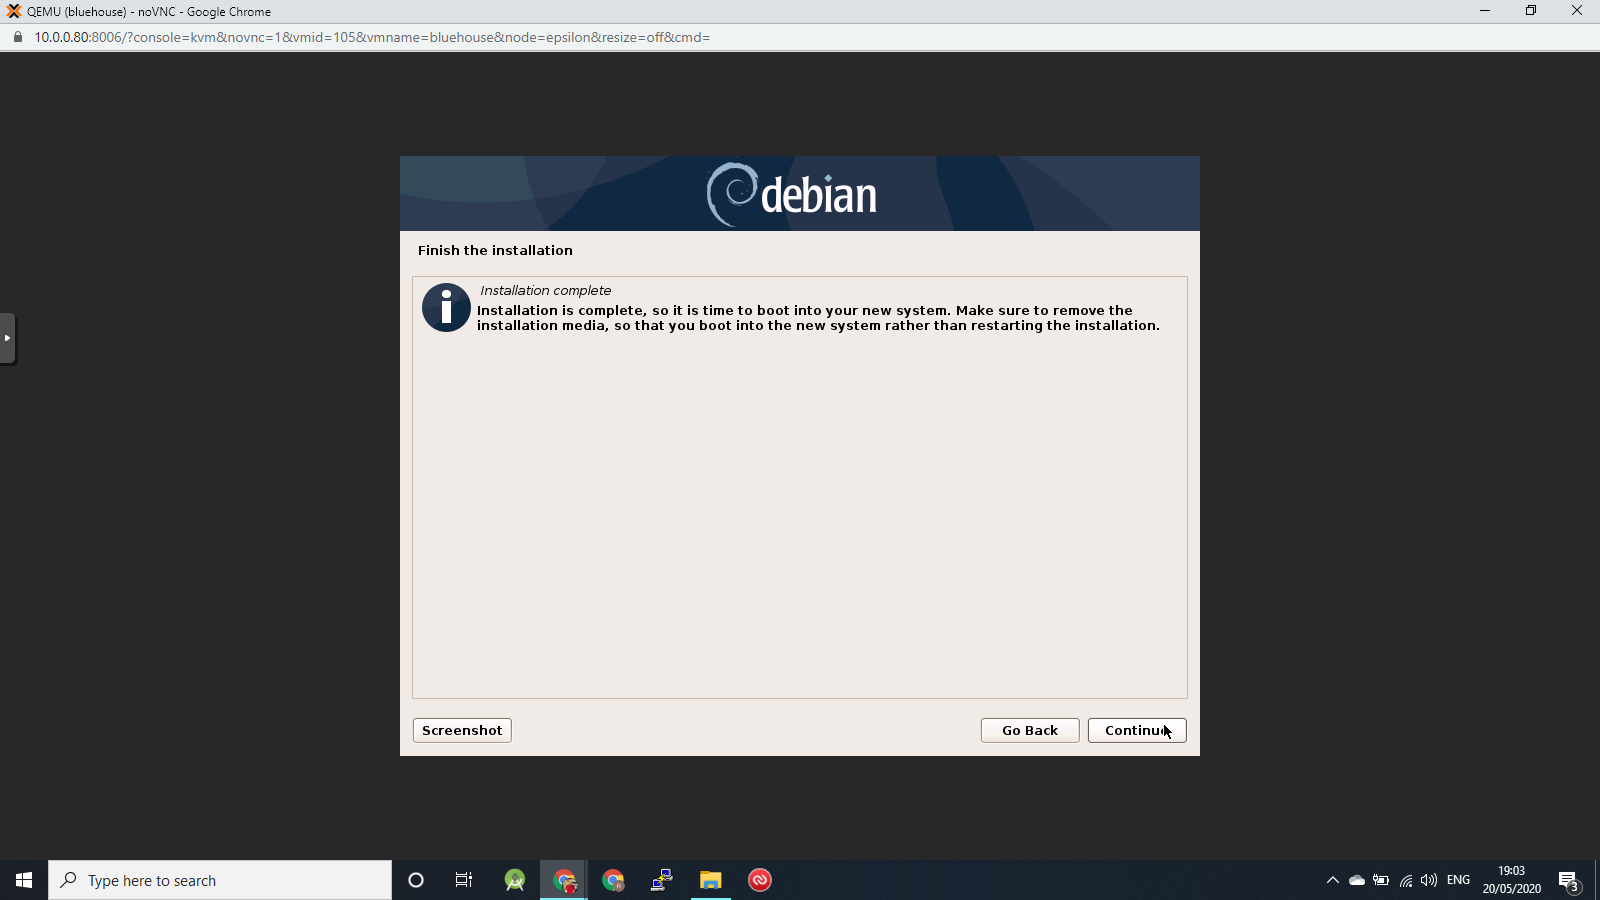 QEMU (bluehouse) - noVNC - Google Chrome
10.0.0.80:8006/?console=kvm&novnc=1&vmid=105&vmname=bluehouse&node=epsilon&resize=off&cmd=
debian
Finish the installation
Installation complete
Installation is complete, so it is time to boot into your new system. Make sure to remove the
installation media, so that you boot into the new system rather than restarting the installation.
Screenshot
Go Back
Continue
Type here to search
ENG
19:03
20/05/2020
3